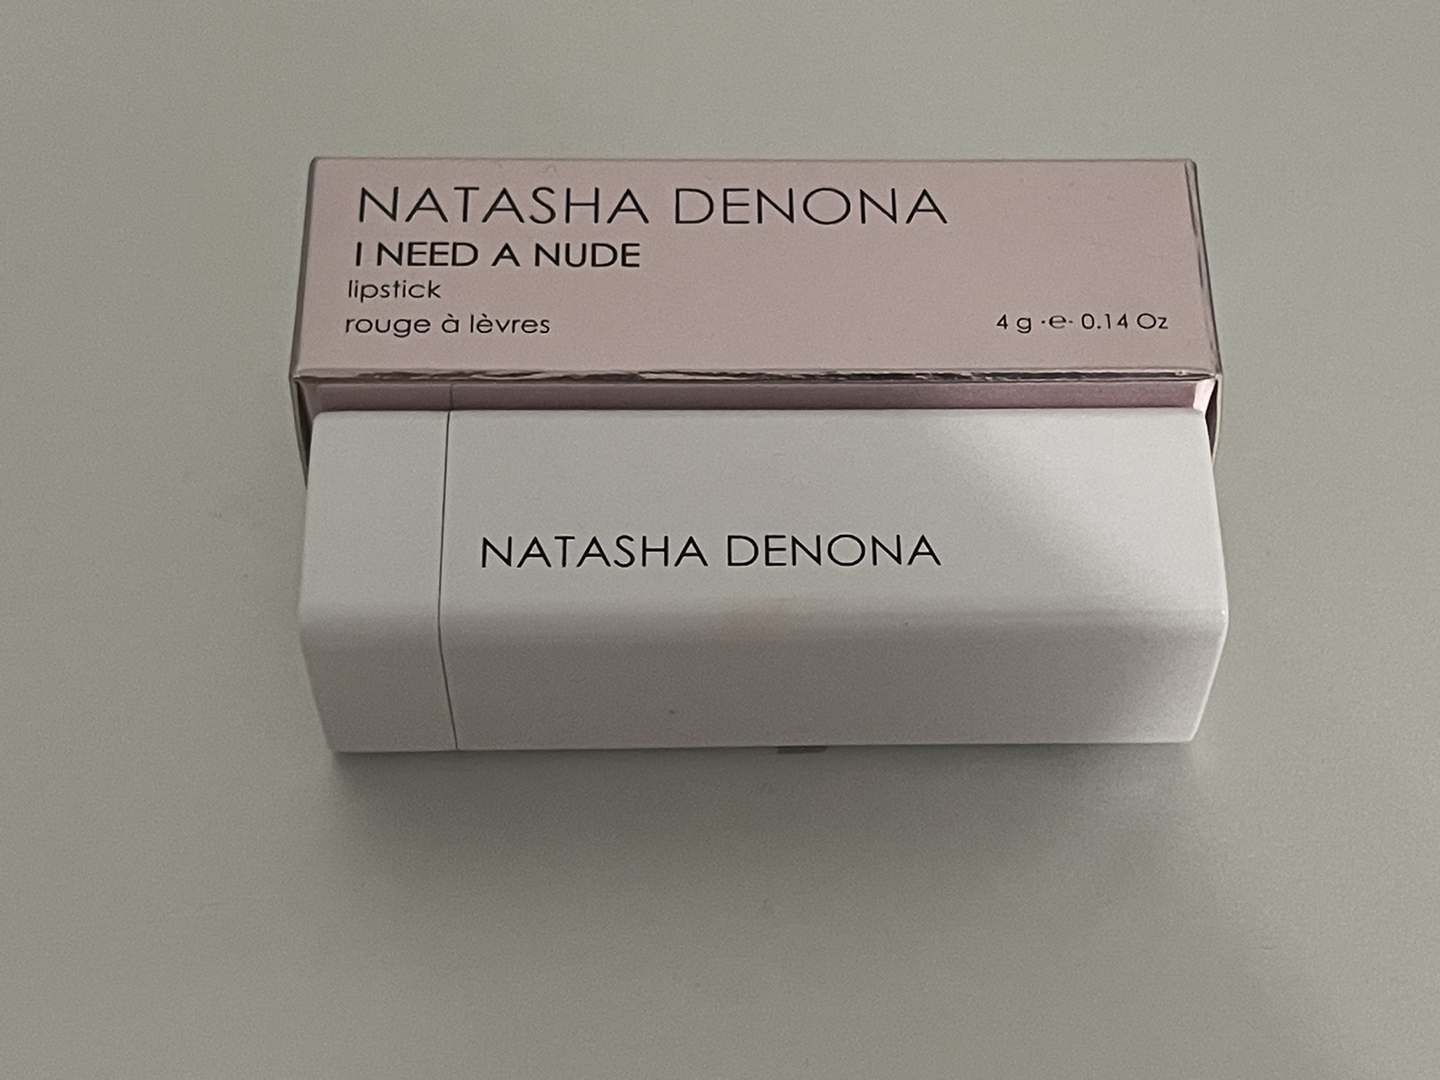 NATASHA DENONA
I NEED A NUDE
lipstick
rouge à lèvres
4 g ·℮· 0.14 Oz
NATASHA DENONA